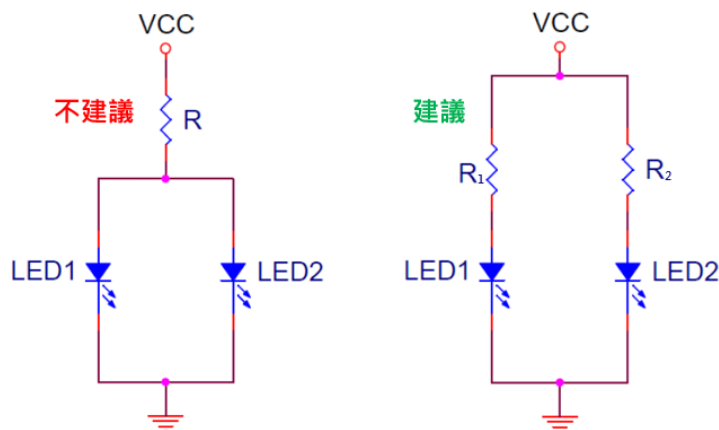 VCC
不建議
R
LED1
LED2
VCC
建議
R₁
R₂
LED1
LED2